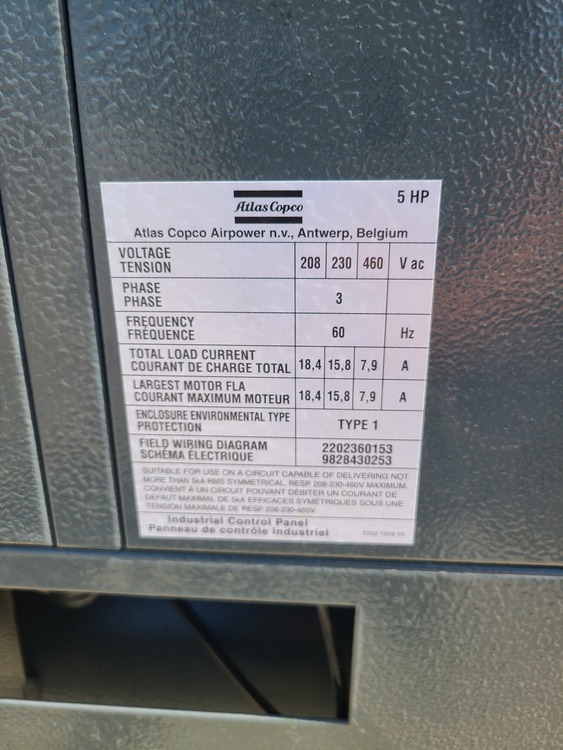 Atlas Copco
5 HP
Atlas Copco Airpower n.v., Antwerp, Belgium
VOLTAGE
TENSION
208 230 460 V ac
PHASE
PHASE
3
FREQUENCY
FRÉQUENCE
60 Hz
TOTAL LOAD CURRENT
COURANT DE CHARGE TOTAL
18,4 15,8 7,9 A
LARGEST MOTOR FLA
COURANT MAXIMUM MOTEUR
18,4 15,8 7,9 A
ENCLOSURE ENVIRONMENTAL TYPE
PROTECTION
TYPE 1
FIELD WIRING DIAGRAM
SCHÉMA ÉLECTRIQUE
2202360153
9828430253
SUITABLE FOR USE ON A CIRCUIT CAPABLE OF DELIVERING NOT
MORE THAN 5kA RMS SYMMETRICAL, RESP. 208-230-460V MAXIMUM.
CONVIENT A UN CIRCUIT POUVANT DÉBITER UN COURANT DE
DÉFAUT MAXIMAL DE 5kA EFFICACES SYMÉTRIQUES SOUS UNE
TENSION MAXIMALE DE RESP. 208-230-460V.
Industrial Control Panel
Panneau de contrôle industriel